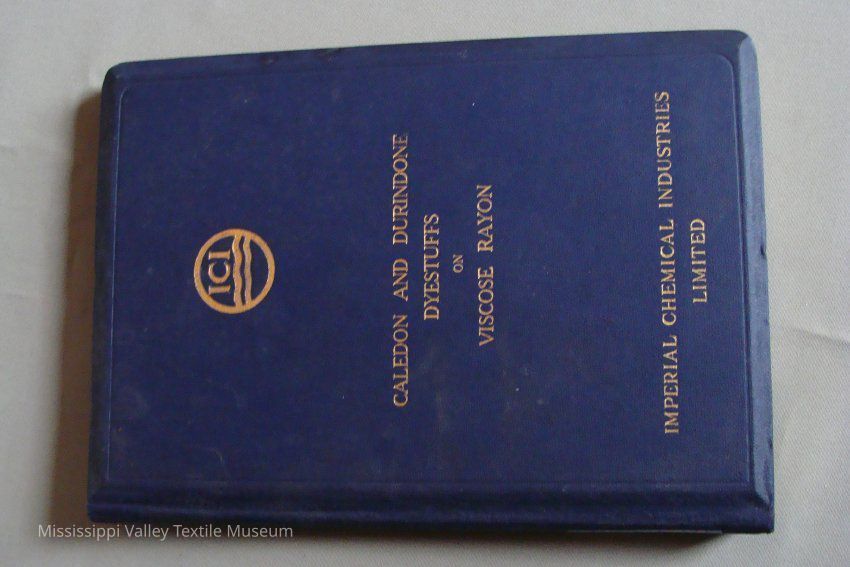 ICI
CALEDON AND DURINDONE
DYESTUFFS
ON
VISCOSE RAYON
IMPERIAL CHEMICAL INDUSTRIES
LIMITED
Mississippi Valley Textile Museum